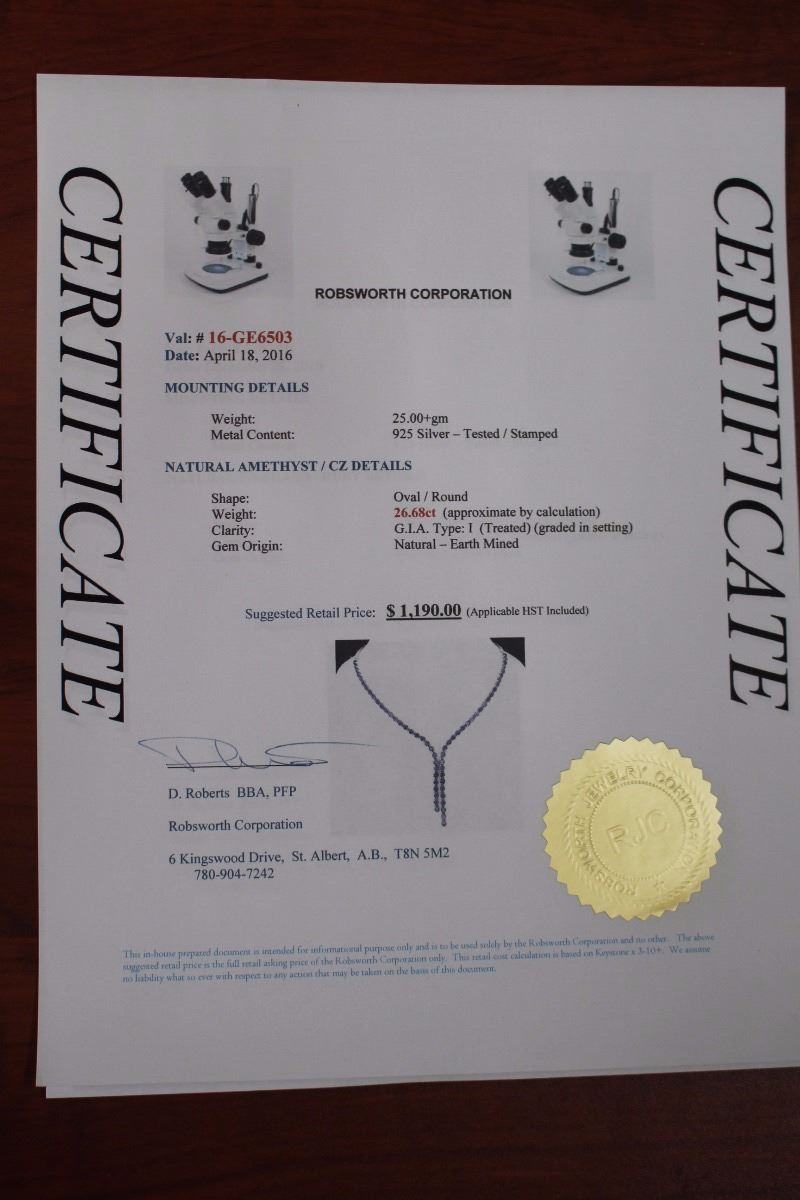 CERTIFICATE
CERTIFICATE
ROBSWORTH CORPORATION
Val: # 16-GE6503
Date: April 18, 2016
MOUNTING DETAILS
Weight: 25.00+gm
Metal Content: 925 Silver – Tested / Stamped
NATURAL AMETHYST / CZ DETAILS
Shape: Oval / Round
Weight: 26.68ct (approximate by calculation)
Clarity: G.I.A. Type: I (Treated) (graded in setting)
Gem Origin: Natural – Earth Mined
Suggested Retail Price: $ 1,190.00 (Applicable HST Included)
D. Roberts BBA, PFP
Robsworth Corporation
6 Kingswood Drive, St. Albert, A.B., T8N 5M2
780-904-7242
ROBSWORTH JEWELRY CORPORATION
RJC
This in-house prepared document is intended for informational purpose only and is to be used solely by the Robsworth Corporation and no other. The above
suggested retail price is the full retail asking price of the Robsworth Corporation only. This retail cost calculation is based on Keystone x 3-10+. We assume
no liability what so ever with respect to any action that may be taken on the basis of this document.